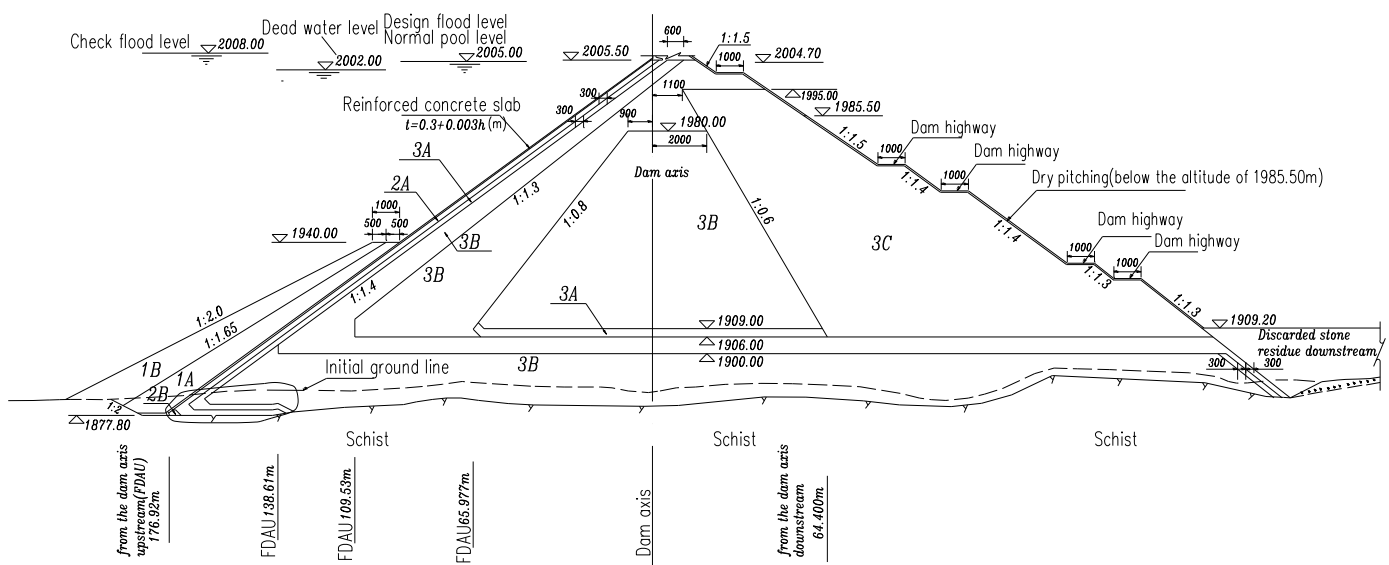 Check flood level
2008.00
Dead water level
2002.00
Design flood level
Normal pool level
2005.00
2005.50
600
1:1.5
1000
2004.70
Reinforced concrete slab
t=0.3+0.003h (m)
300
300
1100
900
1980.00
2000
Dam axis
1995.00
1985.50
1:1.5
1000
Dam highway
1:1.4
1000
Dam highway
Dry pitching(below the altitude of 1985.50m)
1:1.4
1000
Dam highway
1:1.3
1000
Dam highway
1:1.3
3A
2A
1000
500
500
1940.00
1:1.3
3B
3B
1:0.8
3B
1:0.6
3C
1:1.4
1:2.0
1:1.65
3A
1909.00
1906.00
1900.00
3B
1909.20
Discarded stone
residue downstream
300
300
Initial ground line
1B
1A
2B
1:2
1877.80
Schist
Schist
Schist
from the dam axis
upstream(FDAU)
176.92m
FDAU138.61m
FDAU109.53m
FDAU65.977m
Dam axis
from the dam axis
downstream
64.400m